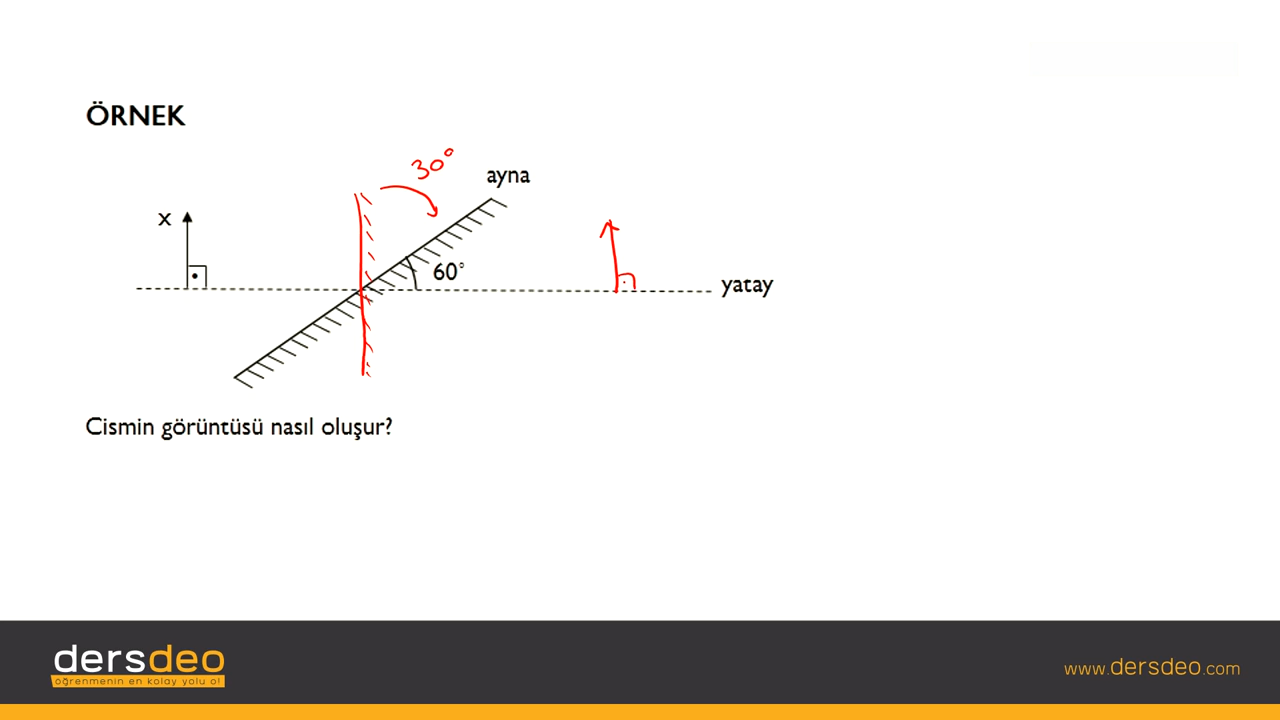 ÖRNEK
30°
ayna
x
60°
yatay
Cismin görüntüsü nasıl oluşur?
dersdeo
öğrenmenin en kolay yolu o!
www.dersdeo.com